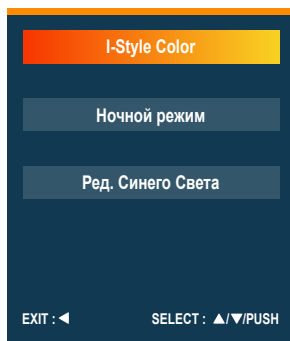 I-Style Color
Ночной режим
Ред. Синего Света
EXIT : ◀ SELECT : ▲/▼/PUSH